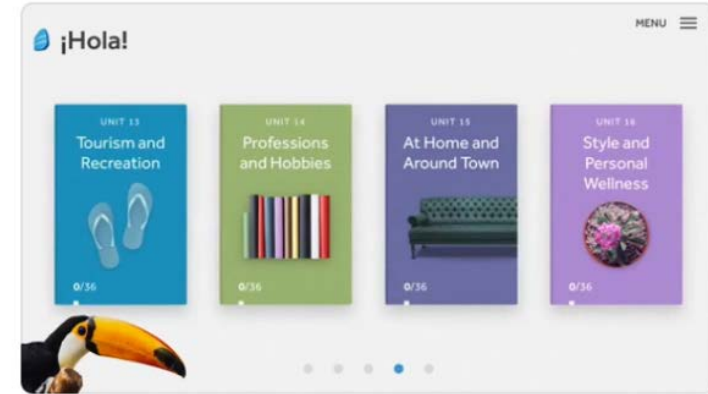 ¡Hola!
MENU
UNIT 13
Tourism and
Recreation
0/36
UNIT 14
Professions
and Hobbies
0/36
UNIT 15
At Home and
Around Town
0/36
UNIT 16
Style and
Personal
Wellness
0/36